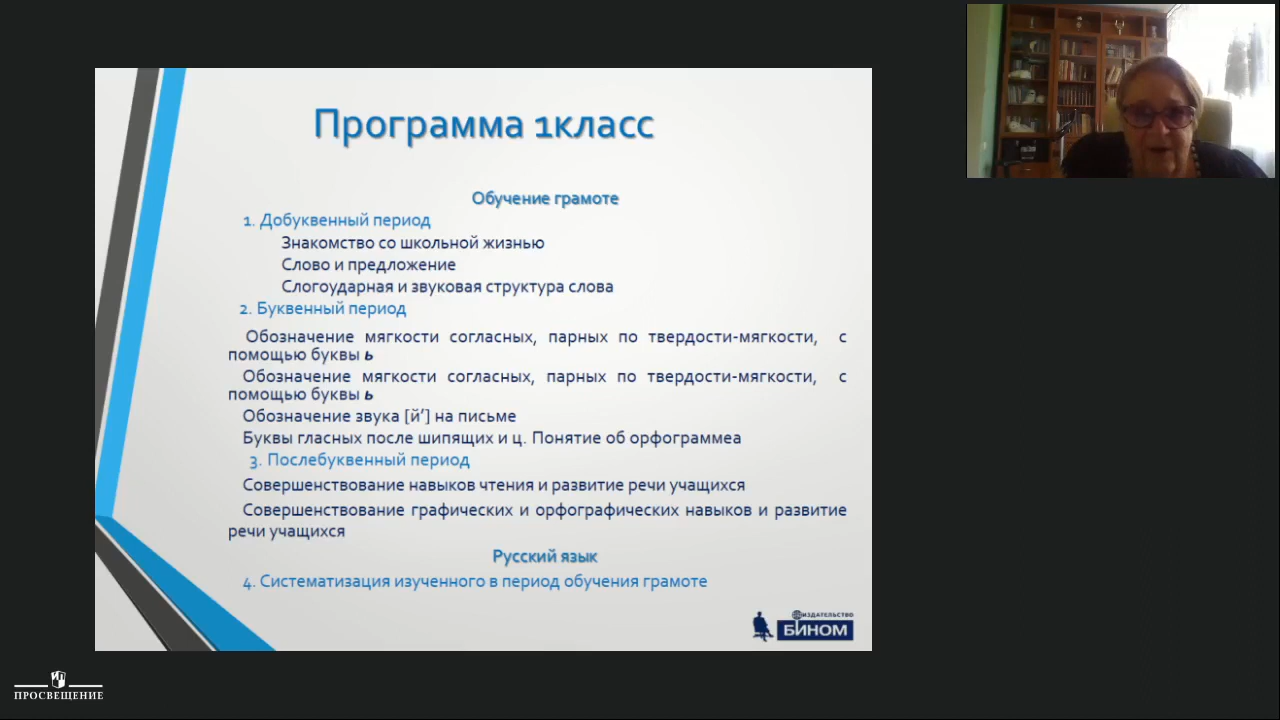 Программа 1класс
Обучение грамоте
1. Добуквенный период
Знакомство со школьной жизнью
Слово и предложение
Слогоударная и звуковая структура слова
2. Буквенный период
Обозначение мягкости согласных, парных по твердости-мягкости, с
помощью буквы ь
Обозначение мягкости согласных, парных по твердости-мягкости, с
помощью буквы ь
Обозначение звука [й’] на письме
Буквы гласных после шипящих и ц. Понятие об орфограммеа
3. Послебуквенный период
Совершенствование навыков чтения и развитие речи учащихся
Совершенствование графических и орфографических навыков и развитие
речи учащихся
Русский язык
4. Систематизация изученного в период обучения грамоте
ИЗДАТЕЛЬСТВО
БИНОМ
ПРОСВЕЩЕНИЕ